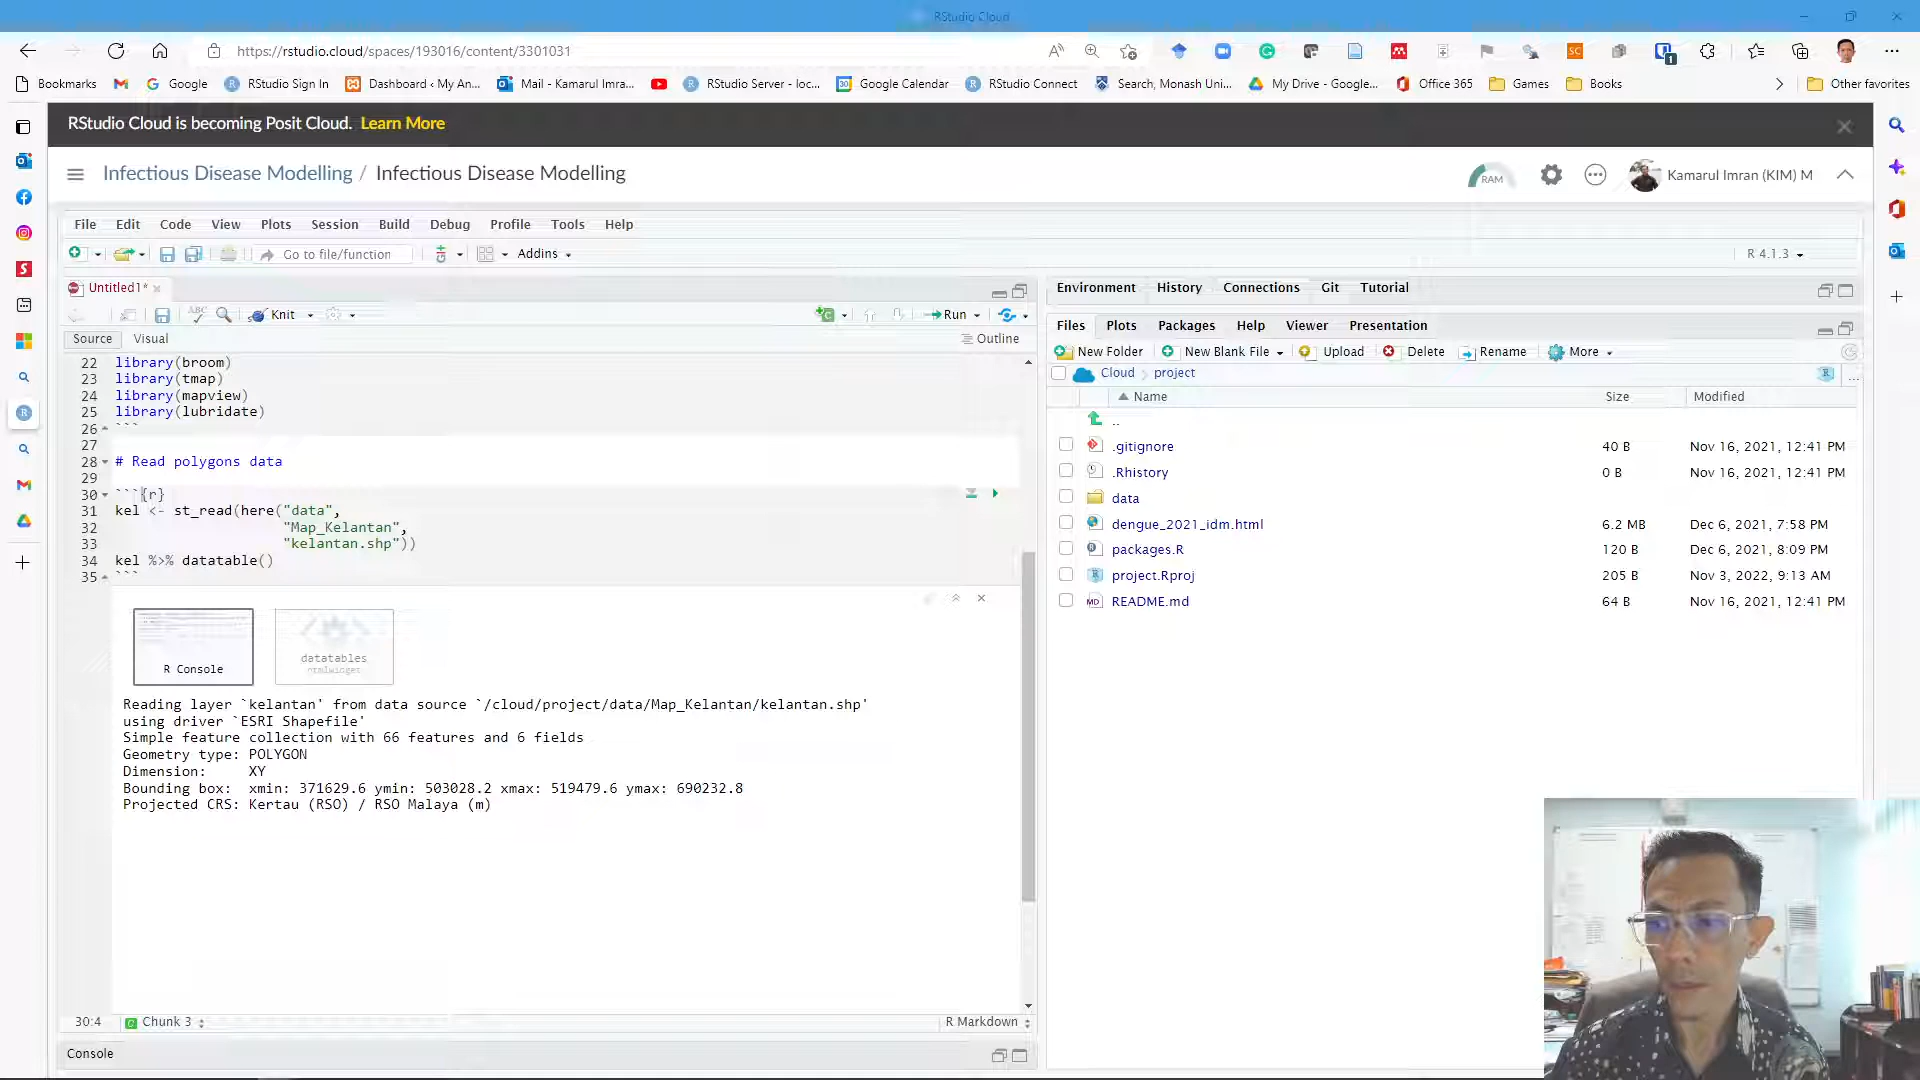 RStudio Cloud
https://rstudio.cloud/spaces/193016/content/3301031
Bookmarks
Google
RStudio Sign In
Dashboard ‹ My An...
Mail - Kamarul Imra...
RStudio Server - loc...
Google Calendar
RStudio Connect
Search, Monash Uni...
My Drive - Google...
Office 365
Games
Books
Other favorites
RStudio Cloud is becoming Posit Cloud. Learn More
Infectious Disease Modelling / Infectious Disease Modelling
RAM
Kamarul Imran (KIM) M
File Edit Code View Plots Session Build Debug Profile Tools Help
Go to file/function
Addins
R 4.1.3
Untitled1*
Knit
Run
Source Visual
Outline
22 library(broom)
23 library(tmap)
24 library(mapview)
25 library(lubridate)
26 ```
27
28 # Read polygons data
29
30 ```{r}
31 kel <- st_read(here("data",
32 "Map_Kelantan",
33 "kelantan.shp"))
34 kel %>% datatable()
35 ```
R Console
datatables
htmlwidget
Reading layer `kelantan' from data source `/cloud/project/data/Map_Kelantan/kelantan.shp'
using driver `ESRI Shapefile'
Simple feature collection with 66 features and 6 fields
Geometry type: POLYGON
Dimension: XY
Bounding box: xmin: 371629.6 ymin: 503028.2 xmax: 519479.6 ymax: 690232.8
Projected CRS: Kertau (RSO) / RSO Malaya (m)
30:4
Chunk 3
R Markdown
Console
Environment History Connections Git Tutorial
Files Plots Packages Help Viewer Presentation
New Folder New Blank File Upload Delete Rename More
Cloud project
Name Size Modified
..
.gitignore 40 B Nov 16, 2021, 12:41 PM
.Rhistory 0 B Nov 16, 2021, 12:41 PM
data
dengue_2021_idm.html 6.2 MB Dec 6, 2021, 7:58 PM
packages.R 120 B Dec 6, 2021, 8:09 PM
project.Rproj 205 B Nov 3, 2022, 9:13 AM
README.md 64 B Nov 16, 2021, 12:41 PM